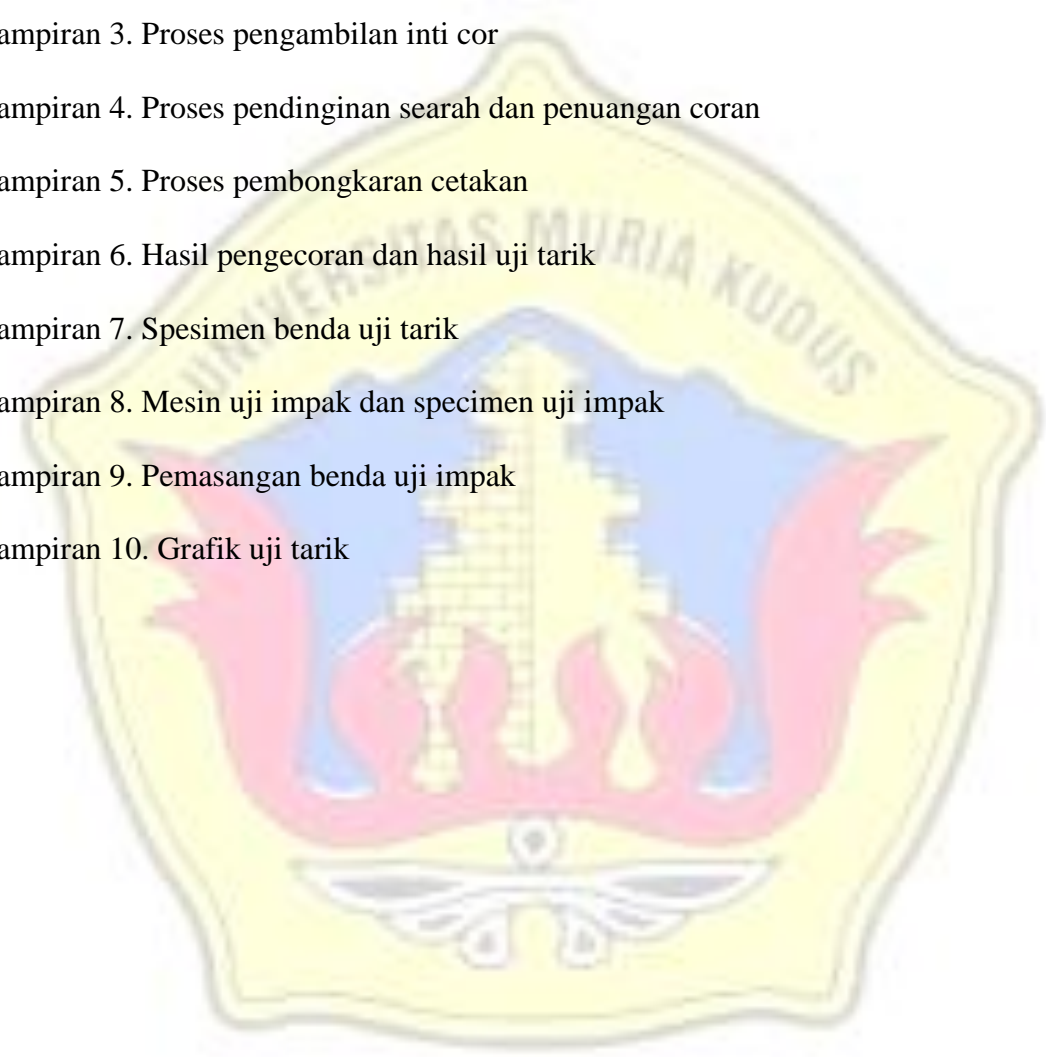 ampiran 3. Proses pengambilan inti cor
ampiran 4. Proses pendinginan searah dan penuangan coran
ampiran 5. Proses pembongkaran cetakan
UNIVERSITAS MURIA KUDUS
ampiran 6. Hasil pengecoran dan hasil uji tarik
ampiran 7. Spesimen benda uji tarik
ampiran 8. Mesin uji impak dan specimen uji impak
ampiran 9. Pemasangan benda uji impak
ampiran 10. Grafik uji tarik